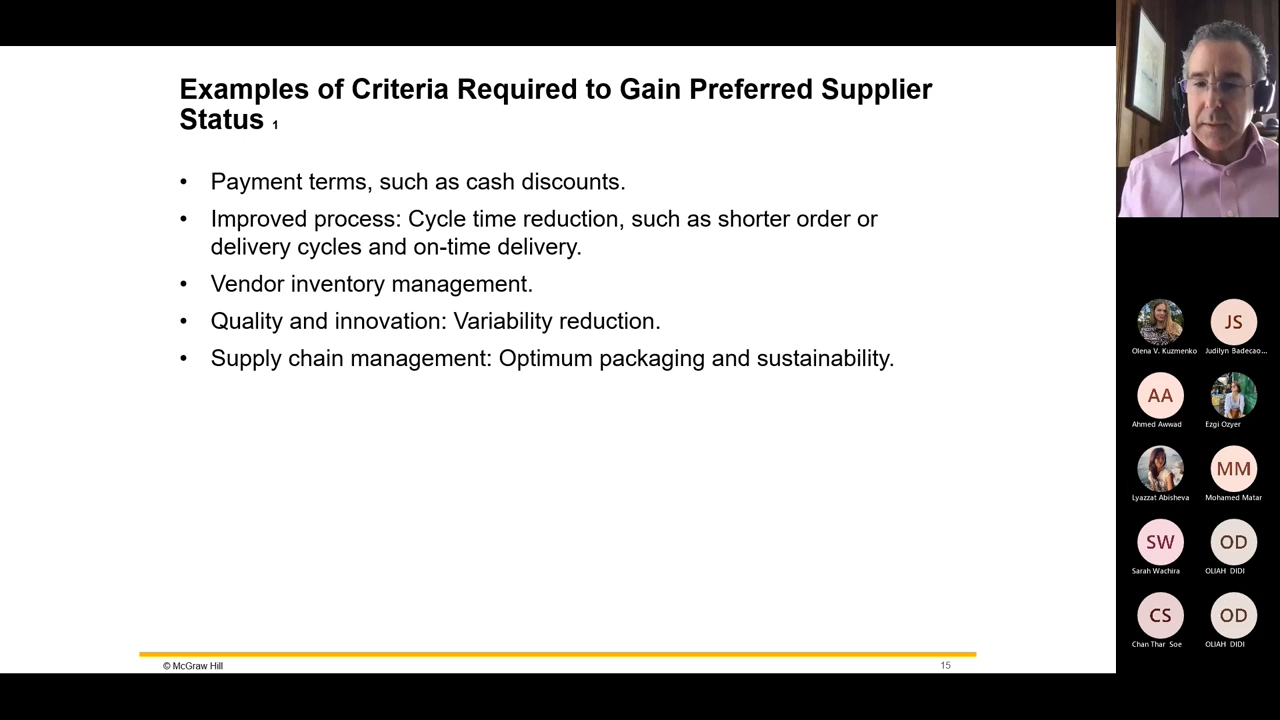 Examples of Criteria Required to Gain Preferred Supplier
Status 1
• Payment terms, such as cash discounts.
• Improved process: Cycle time reduction, such as shorter order or
delivery cycles and on-time delivery.
• Vendor inventory management.
• Quality and innovation: Variability reduction.
• Supply chain management: Optimum packaging and sustainability.
© McGraw Hill
15
Olena V. Kuzmenko
JS
Judilyn Badecao...
AA
Ahmed Awwad
Ezgi Ozyer
Lyazzat Abisheva
MM
Mohamed Matar
SW
Sarah Wachira
OD
OLIAH DIDI
CS
Chan Thar Soe
OD
OLIAH DIDI